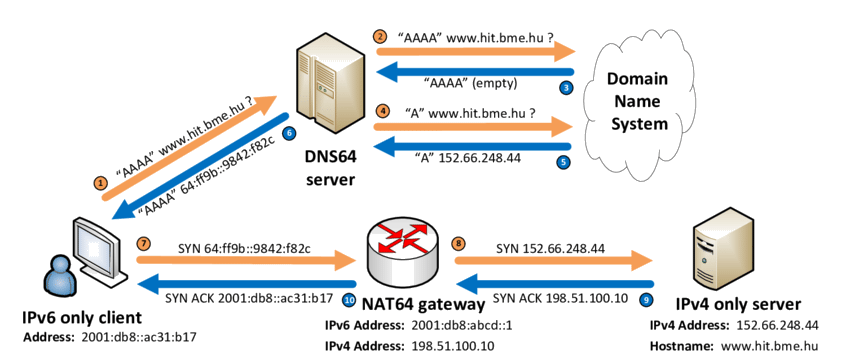 2
"AAAA" www.hit.bme.hu ?
"AAAA" (empty)
3
4
"A" www.hit.bme.hu ?
"A" 152.66.248.44
5
Domain
Name
System
DNS64
server
1
"AAAA" www.hit.bme.hu ?
6
"AAAA" 64:ff9b::9842:f82c
7
SYN 64:ff9b::9842:f82c
SYN ACK 2001:db8::ac31:b17
10
8
SYN 152.66.248.44
SYN ACK 198.51.100.10
9
IPv6 only client
Address: 2001:db8::ac31:b17
NAT64 gateway
IPv6 Address: 2001:db8:abcd::1
IPv4 Address: 198.51.100.10
IPv4 only server
IPv4 Address: 152.66.248.44
Hostname: www.hit.bme.hu